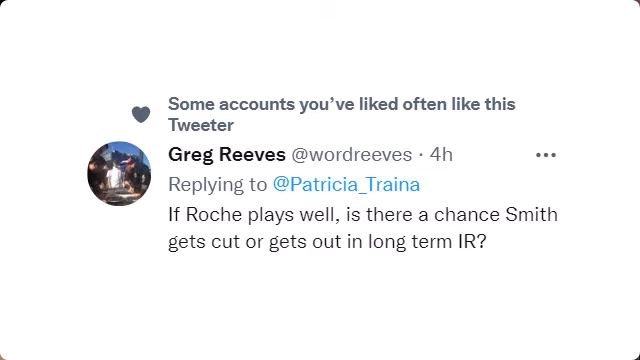 Some accounts you’ve liked often like this
Tweeter
Greg Reeves @wordreeves · 4h
Replying to @Patricia_Traina
If Roche plays well, is there a chance Smith
gets cut or gets out in long term IR?